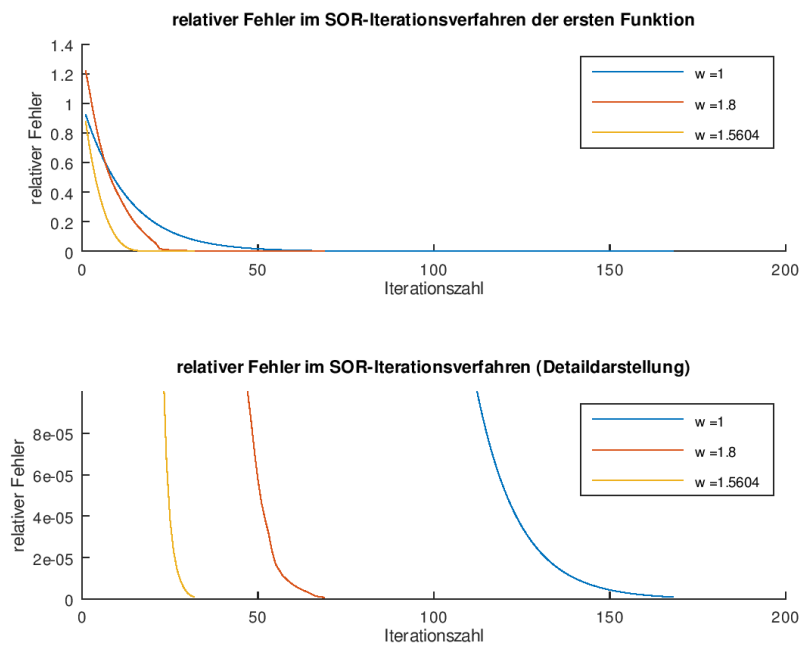 relativer Fehler im SOR-Iterationsverfahren der ersten Funktion
1.4
1.2
1
0.8
0.6
0.4
0.2
0
relativer Fehler
w =1
w =1.8
w =1.5604
0 50 100 150 200
Iterationszahl
relativer Fehler im SOR-Iterationsverfahren (Detaildarstellung)
8e-05
6e-05
4e-05
2e-05
0
relativer Fehler
w =1
w =1.8
w =1.5604
0 50 100 150 200
Iterationszahl